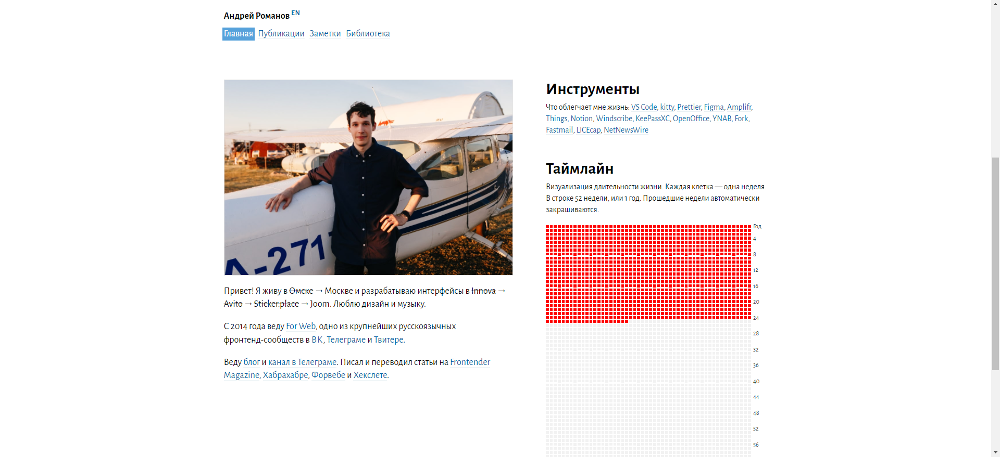 Андрей Романов EN
Главная Публикации Заметки Библиотека
A-271
Привет! Я живу в Омске → Москве и разрабатываю интерфейсы в Innova →
Avito → Sticker.place → Joom. Люблю дизайн и музыку.
С 2014 года веду For Web, одно из крупнейших русскоязычных
фронтенд-сообществ в ВК, Телеграме и Твитере.
Веду блог и канал в Телеграме. Писал и переводил статьи на Frontender
Magazine, Хабрахабре, Форвебе и Хекслете.
Инструменты
Что облегчает мне жизнь: VS Code, kitty, Prettier, Figma, Amplifr,
Things, Notion, Windscribe, KeePassXC, OpenOffice, YNAB, Fork,
Fastmail, LICEcap, NetNewsWire
Таймлайн
Визуализация длительности жизни. Каждая клетка — одна неделя.
В строке 52 недели, или 1 год. Прошедшие недели автоматически
закрашиваются.
Год
4
8
12
16
20
24
28
32
36
40
44
48
52
56